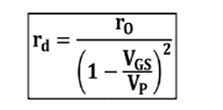 r_d = r_0 / (1 − V_GS / V_P)^2